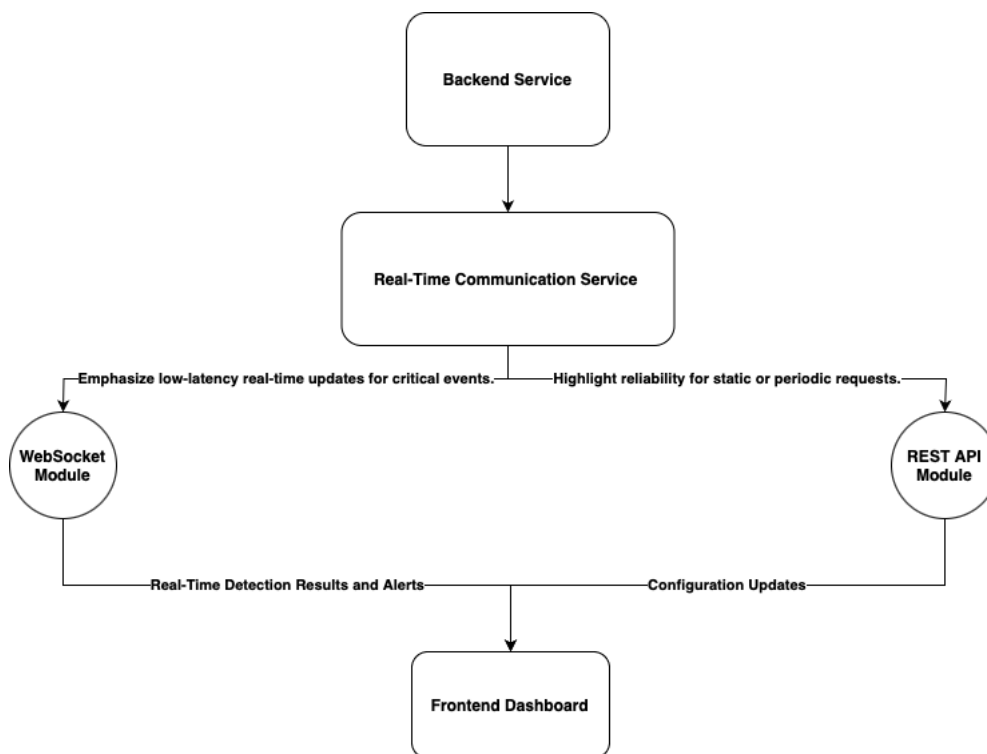 Backend Service
Real-Time Communication Service
Emphasize low-latency real-time updates for critical events.
Highlight reliability for static or periodic requests.
WebSocket
Module
REST API
Module
Real-Time Detection Results and Alerts
Configuration Updates
Frontend Dashboard